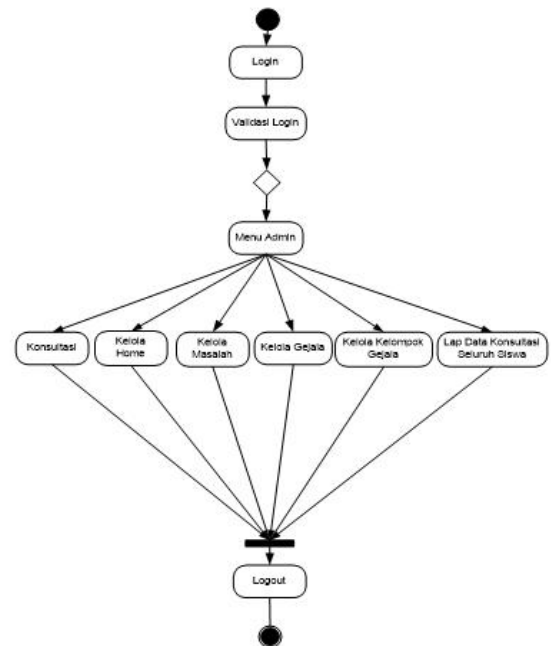 Login
Validasi Login
Menu Admin
Konsultasi
Kelola
Home
Kelola
Masalah
Kelola Gejala
Kelola Kelompok
Gejala
Lap Data Konsultasi
Seluruh Siswa
Logout